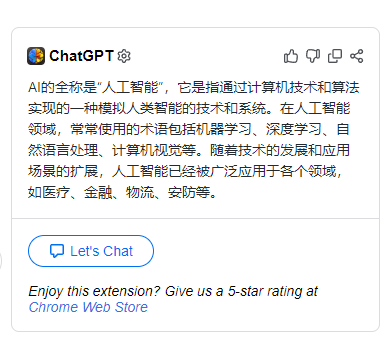 ChatGPT
AI的全称是“人工智能”，它是指通过计算机技术和算法
实现的一种模拟人类智能的技术和系统。在人工智能
领域，常常使用的术语包括机器学习、深度学习、自
然语言处理、计算机视觉等。随着技术的发展和应用
场景的扩展，人工智能已经被广泛应用于各个领域，
如医疗、金融、物流、安防等。
Let's Chat
Enjoy this extension? Give us a 5-star rating at
Chrome Web Store